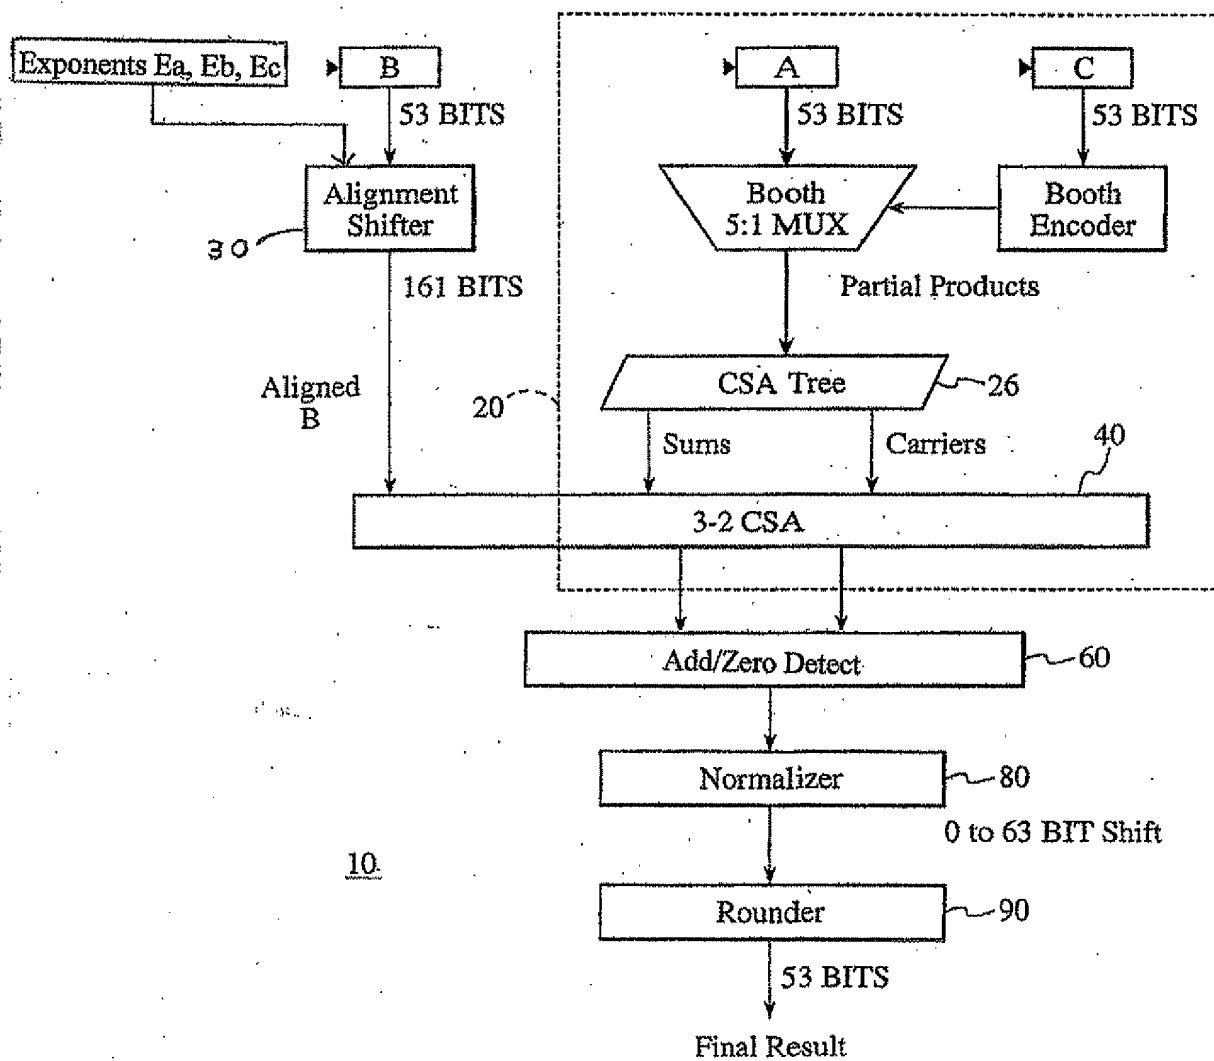 Exponents Ea, Eb, Ec
B
A
C
53 BITS
53 BITS
53 BITS
Alignment
Shifter
30
Booth
5:1 MUX
Booth
Encoder
161 BITS
Partial Products
Aligned
B
20
CSA Tree
26
Sums
Carriers
40
3-2 CSA
Add/Zero Detect
60
Normalizer
80
0 to 63 BIT Shift
10
Rounder
90
53 BITS
Final Result